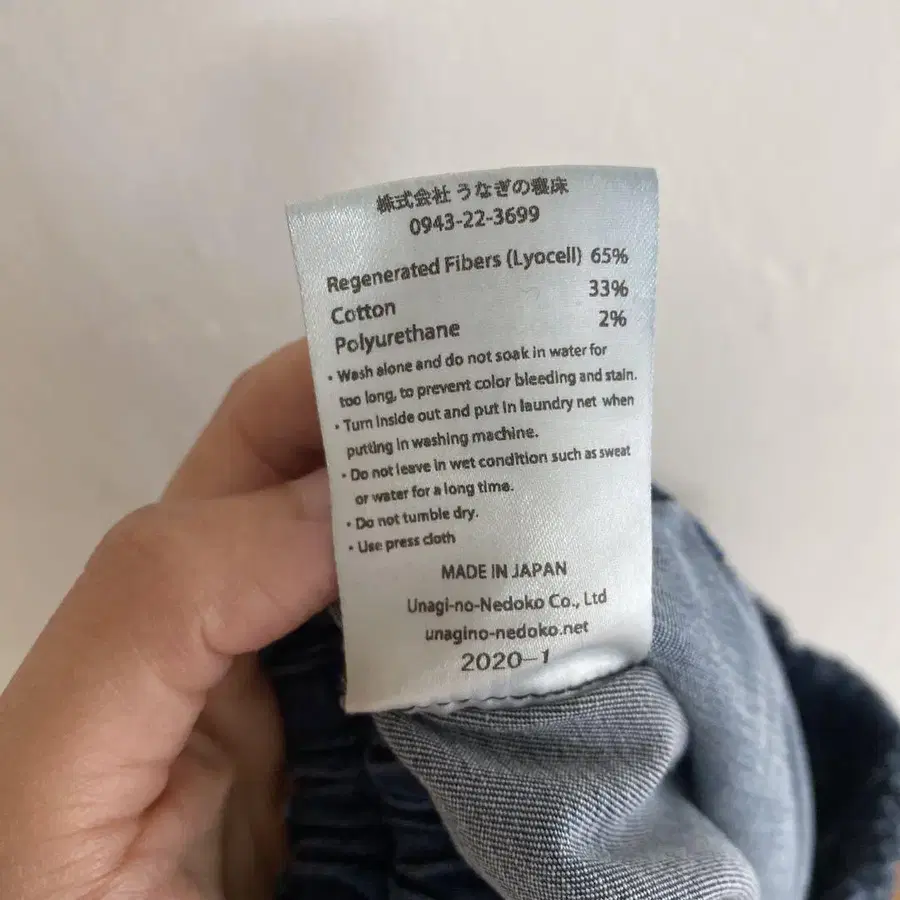 株式会社 うなぎの寝床
0943-22-3699
Regenerated Fibers (Lyocell) 65%
Cotton 33%
Polyurethane 2%
・Wash alone and do not soak in water for
too long, to prevent color bleeding and stain.
・Turn inside out and put in laundry net when
putting in washing machine.
・Do not leave in wet condition such as sweat
or water for a long time.
・Do not tumble dry.
・Use press cloth
MADE IN JAPAN
Unagi-no-Nedoko Co., Ltd
unagino-nedoko.net
2020-1